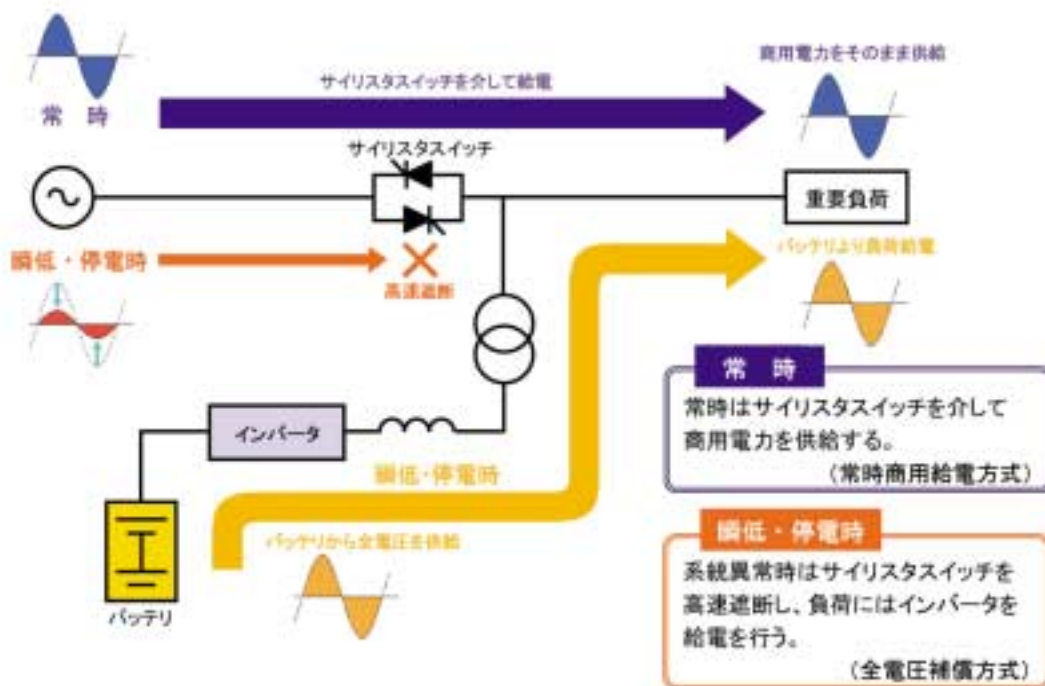 商用電力をそのまま供給
サイリスタスイッチを介して給電
常 時
サイリスタスイッチ
重要負荷
瞬低・停電時
高速遮断
バッテリより負荷給電
インバータ
瞬低・停電時
バッテリから全電圧を供給
バッテリ
常 時
常時はサイリスタスイッチを介して
商用電力を供給する。
(常時商用給電方式)
瞬低・停電時
系統異常時はサイリスタスイッチを
高速遮断し、負荷にはインバータを
給電を行う。
(全電圧補償方式)